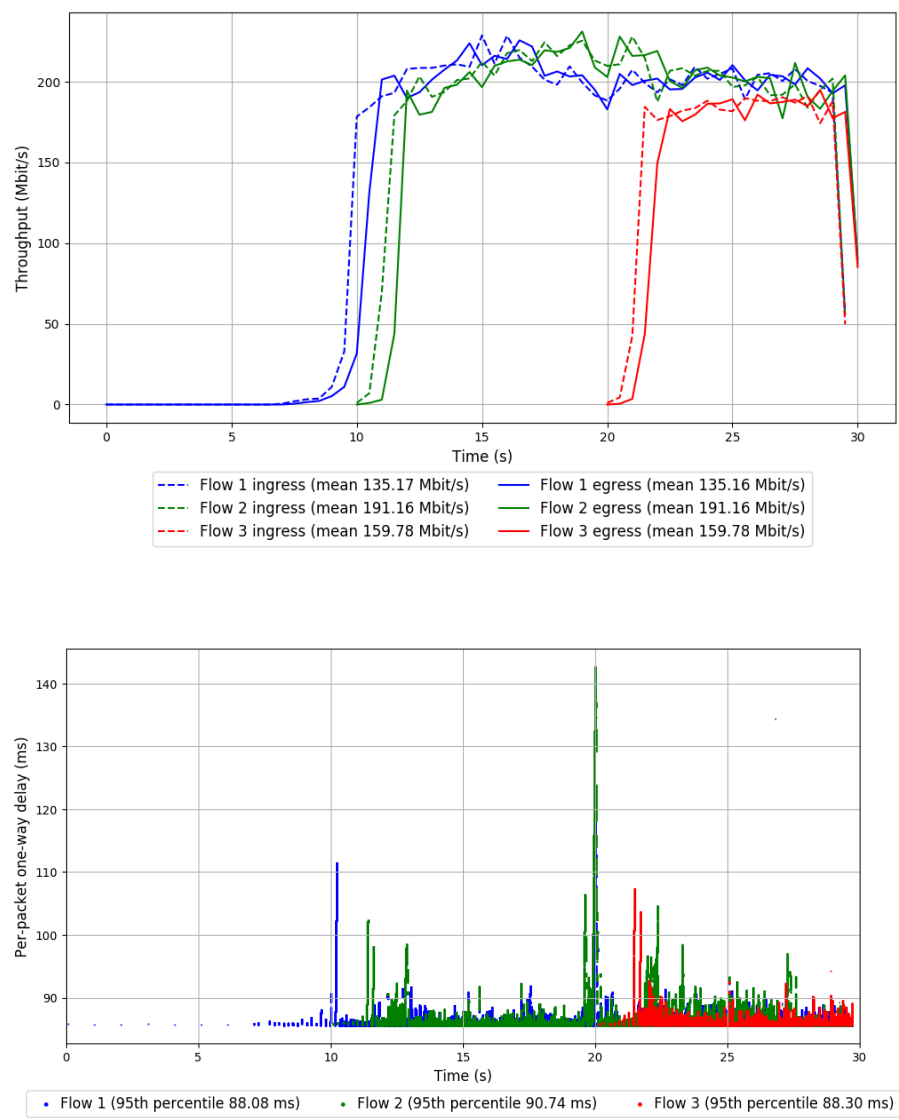 200
150
100
50
0
Throughput (Mbit/s)
0 5 10 15 20 25 30
Time (s)
Flow 1 ingress (mean 135.17 Mbit/s) Flow 1 egress (mean 135.16 Mbit/s)
Flow 2 ingress (mean 191.16 Mbit/s) Flow 2 egress (mean 191.16 Mbit/s)
Flow 3 ingress (mean 159.78 Mbit/s) Flow 3 egress (mean 159.78 Mbit/s)
140
130
120
110
100
90
Per-packet one-way delay (ms)
0 5 10 15 20 25 30
Time (s)
Flow 1 (95th percentile 88.08 ms) Flow 2 (95th percentile 90.74 ms) Flow 3 (95th percentile 88.30 ms)